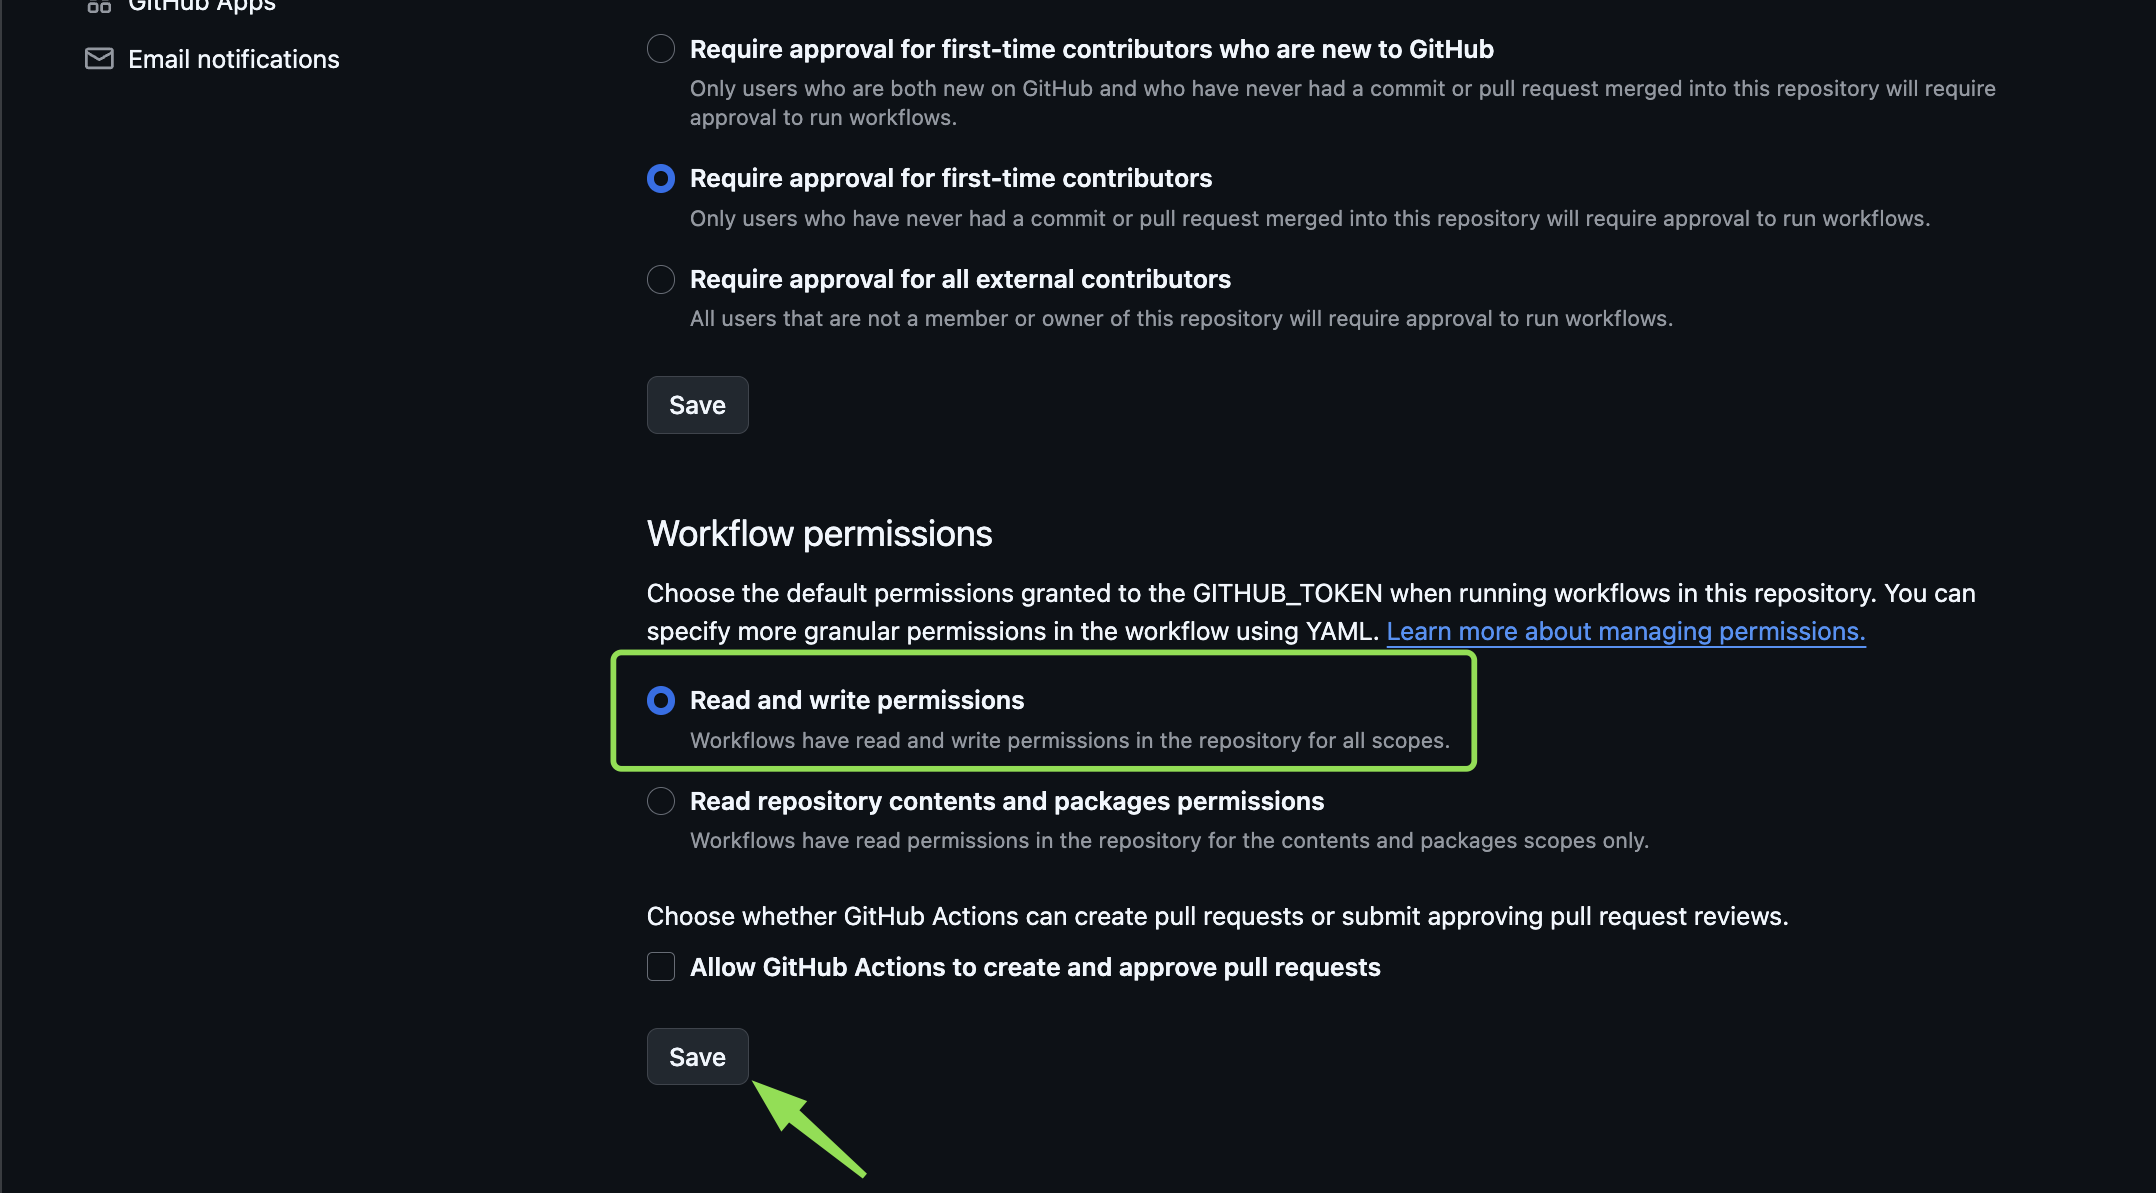 GitHub Apps
Email notifications
Require approval for first-time contributors who are new to GitHub
Only users who are both new on GitHub and who have never had a commit or pull request merged into this repository will require
approval to run workflows.
Require approval for first-time contributors
Only users who have never had a commit or pull request merged into this repository will require approval to run workflows.
Require approval for all external contributors
All users that are not a member or owner of this repository will require approval to run workflows.
Save
Workflow permissions
Choose the default permissions granted to the GITHUB_TOKEN when running workflows in this repository. You can
specify more granular permissions in the workflow using YAML. Learn more about managing permissions.
Read and write permissions
Workflows have read and write permissions in the repository for all scopes.
Read repository contents and packages permissions
Workflows have read permissions in the repository for the contents and packages scopes only.
Choose whether GitHub Actions can create pull requests or submit approving pull request reviews.
Allow GitHub Actions to create and approve pull requests
Save